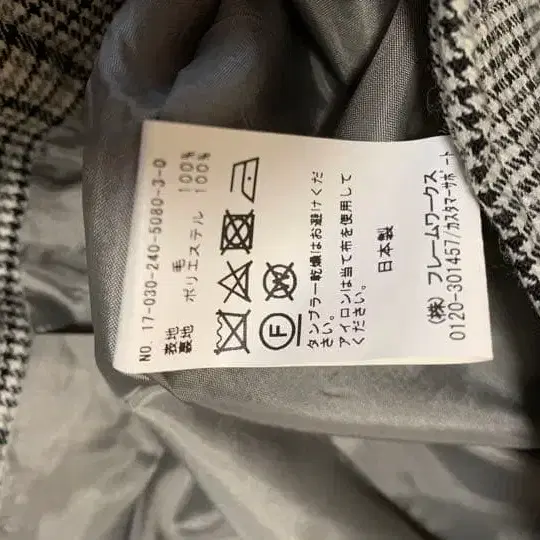 NO. 17-030-240-5080-3-0
表地 毛 100%
裏地 ポリエステル 100%
F
タンブラー乾燥はお避けくだ
さい。
アイロンは当て布を使用して
ください。
日本製
(株) フレームワークス
0120-301457/カスタマーサポート